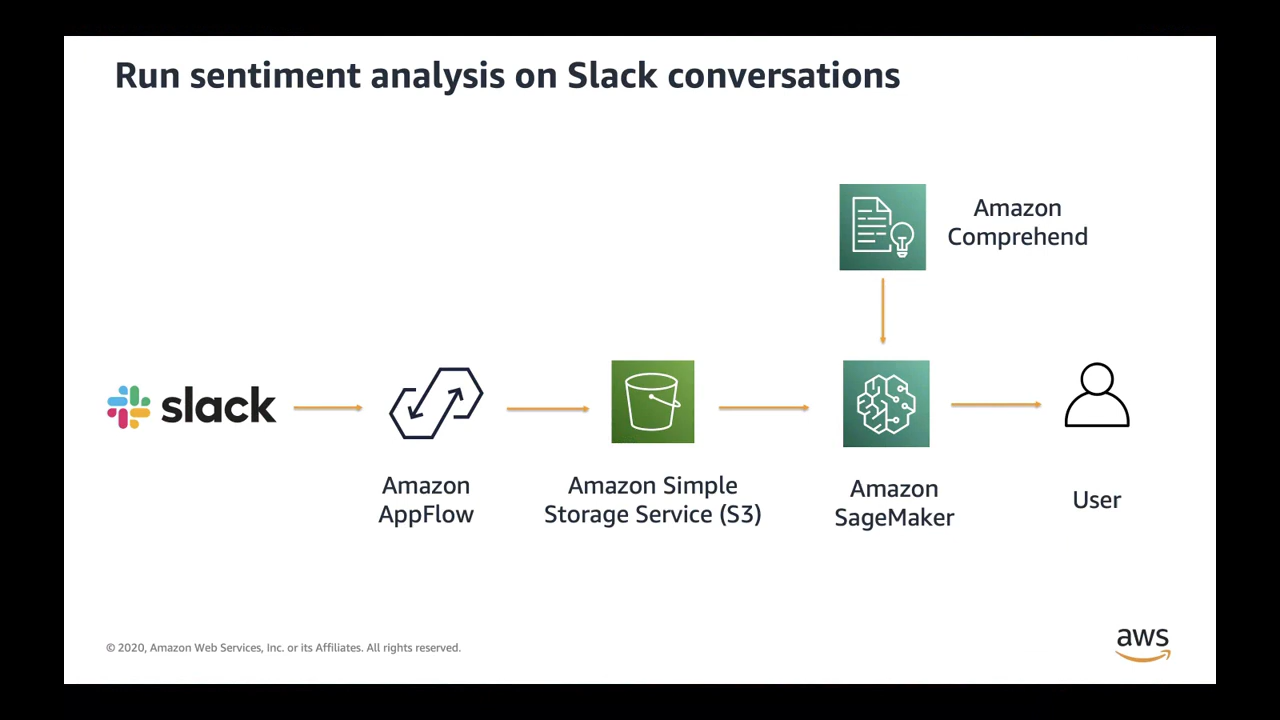 Run sentiment analysis on Slack conversations
Amazon
Comprehend
slack
Amazon
AppFlow
Amazon Simple
Storage Service (S3)
Amazon
SageMaker
User
© 2020, Amazon Web Services, Inc. or its Affiliates. All rights reserved.
aws